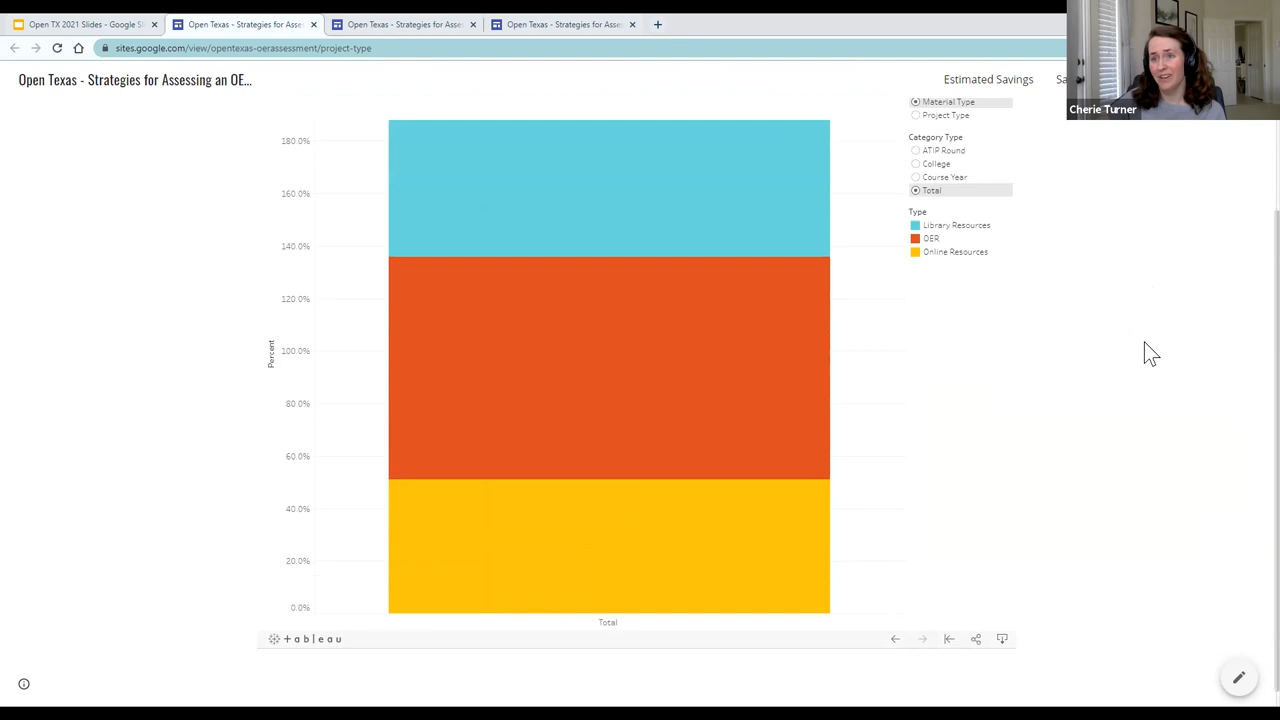 Open TX 2021 Slides - Google S
Open Texas - Strategies for Asses
Open Texas - Strategies for Asse
Open Texas - Strategies for Asse
sites.google.com/view/opentexas-oerassessment/project-type
Open Texas - Strategies for Assessing an OE...
Estimated Savings
Sa
Cherie Turner
Material Type
Project Type
Category Type
ATIP Round
College
Course Year
Total
Type
Library Resources
OER
Online Resources
180.0%
160.0%
140.0%
120.0%
100.0%
80.0%
60.0%
40.0%
20.0%
0.0%
Percent
Total
+ableau